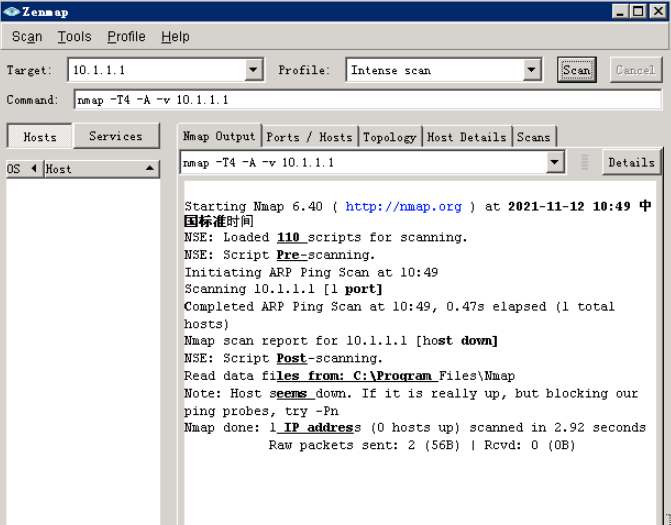 Zenmap
Scan Tools Profile Help
Target: 10.1.1.1 Profile: Intense scan Scan Cancel
Command: nmap -T4 -A -v 10.1.1.1
Hosts Services Nmap Output Ports / Hosts Topology Host Details Scans
OS Host nmap -T4 -A -v 10.1.1.1 Details
Starting Nmap 6.40 ( http://nmap.org ) at 2021-11-12 10:49 中
国标准时间
NSE: Loaded 110 scripts for scanning.
NSE: Script Pre-scanning.
Initiating ARP Ping Scan at 10:49
Scanning 10.1.1.1 [1 port]
Completed ARP Ping Scan at 10:49, 0.47s elapsed (1 total
hosts)
Nmap scan report for 10.1.1.1 [host down]
NSE: Script Post-scanning.
Read data files from: C:\Program Files\Nmap
Note: Host seems down. If it is really up, but blocking our
ping probes, try -Pn
Nmap done: 1 IP address (0 hosts up) scanned in 2.92 seconds
Raw packets sent: 2 (56B) | Rcvd: 0 (0B)